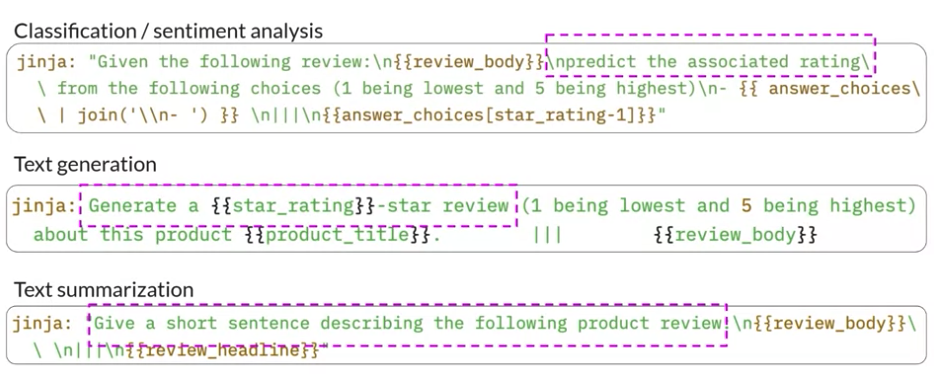 Classification / sentiment analysis
jinja: "Given the following review:\n{{review_body}}\npredict the associated rating\
\ from the following choices (1 being lowest and 5 being highest)\n- {{ answer_choices\
\ | join('\\n- ') }} \n|||\n{{answer_choices[star_rating-1]}}"
Text generation
jinja: Generate a {{star_rating}}-star review (1 being lowest and 5 being highest)
about this product {{product_title}}. ||| {{review_body}}
Text summarization
jinja: "Give a short sentence describing the following product review:\n{{review_body}}\
\ \n|||\n{{review_headline}}"